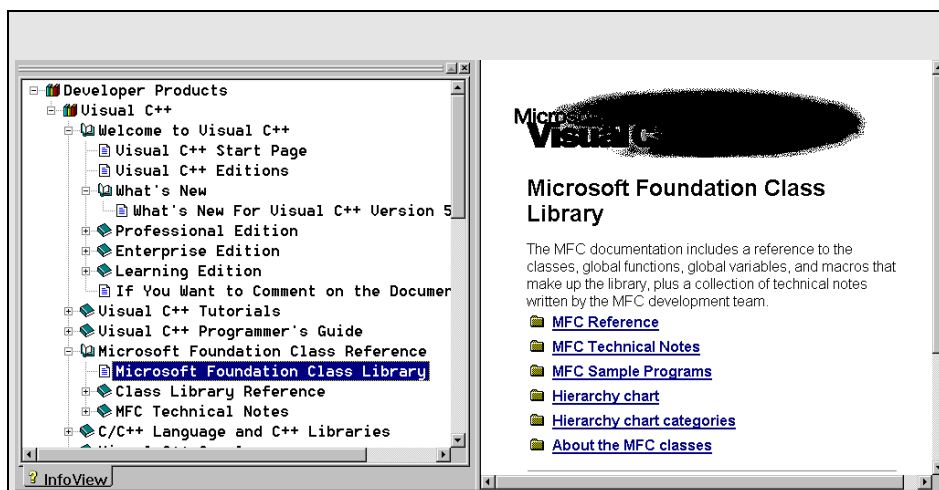 Developer Products
Visual C++
Welcome to Visual C++
Visual C++ Start Page
Visual C++ Editions
What's New
What's New For Visual C++ Version 5
Professional Edition
Enterprise Edition
Learning Edition
If You Want to Comment on the Documen
Visual C++ Tutorials
Visual C++ Programmer's Guide
Microsoft Foundation Class Reference
Microsoft Foundation Class Library
Class Library Reference
MFC Technical Notes
C/C++ Language and C++ Libraries
InfoView
Microsoft
Visual C
Microsoft Foundation Class
Library
The MFC documentation includes a reference to the
classes, global functions, global variables, and macros that
make up the library, plus a collection of technical notes
written by the MFC development team.
MFC Reference
MFC Technical Notes
MFC Sample Programs
Hierarchy chart
Hierarchy chart categories
About the MFC classes